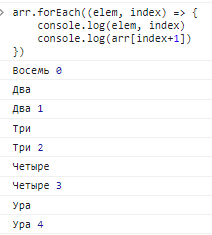 arr.forEach((elem, index) => {
console.log(elem, index)
console.log(arr[index+1])
})
Восемь 0
Два
Два 1
Три
Три 2
Четыре
Четыре 3
Ура
Ура 4